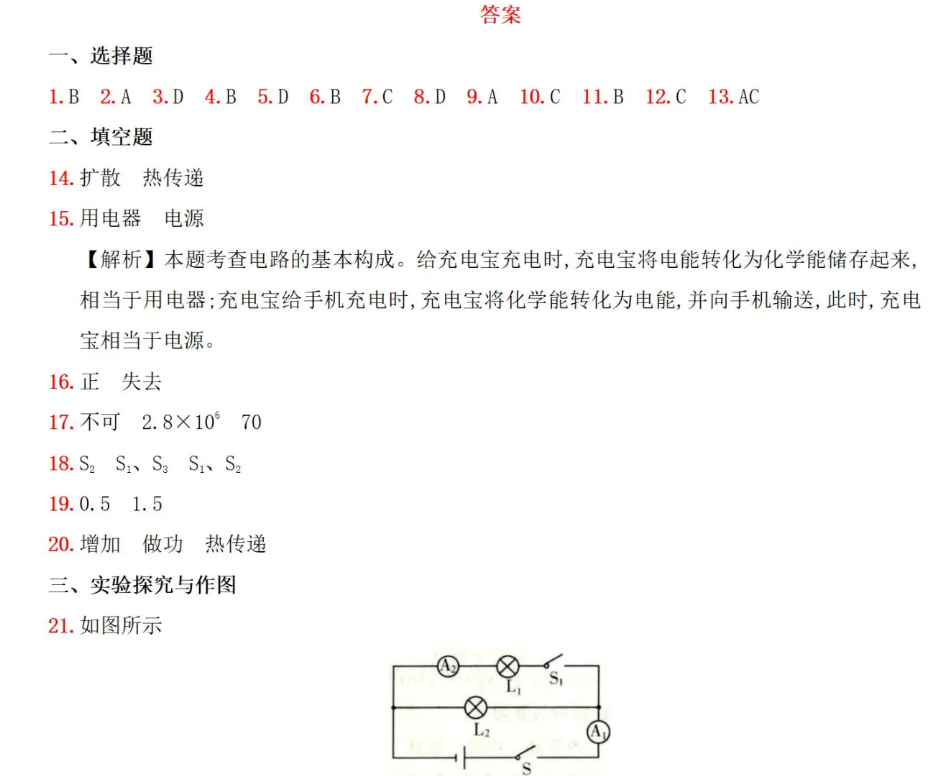 答案
一、选择题
1.B 2.A 3.D 4.B 5.D 6.B 7.C 8.D 9.A 10.C 11.B 12.C 13.AC
二、填空题
14.扩散 热传递
15.用电器 电源
【解析】本题考查电路的基本构成。给充电宝充电时,充电宝将电能转化为化学能储存起来,
相当于用电器;充电宝给手机充电时,充电宝将化学能转化为电能,并向手机输送,此时,充电
宝相当于电源。
16.正 失去
17.不可 2.8×10⁶ 70
18.S₂ S₁、S₃ S₁、S₂
19.0.5 1.5
20.增加 做功 热传递
三、实验探究与作图
21.如图所示
A₂
L₁
S₁
L₂
A₁
S